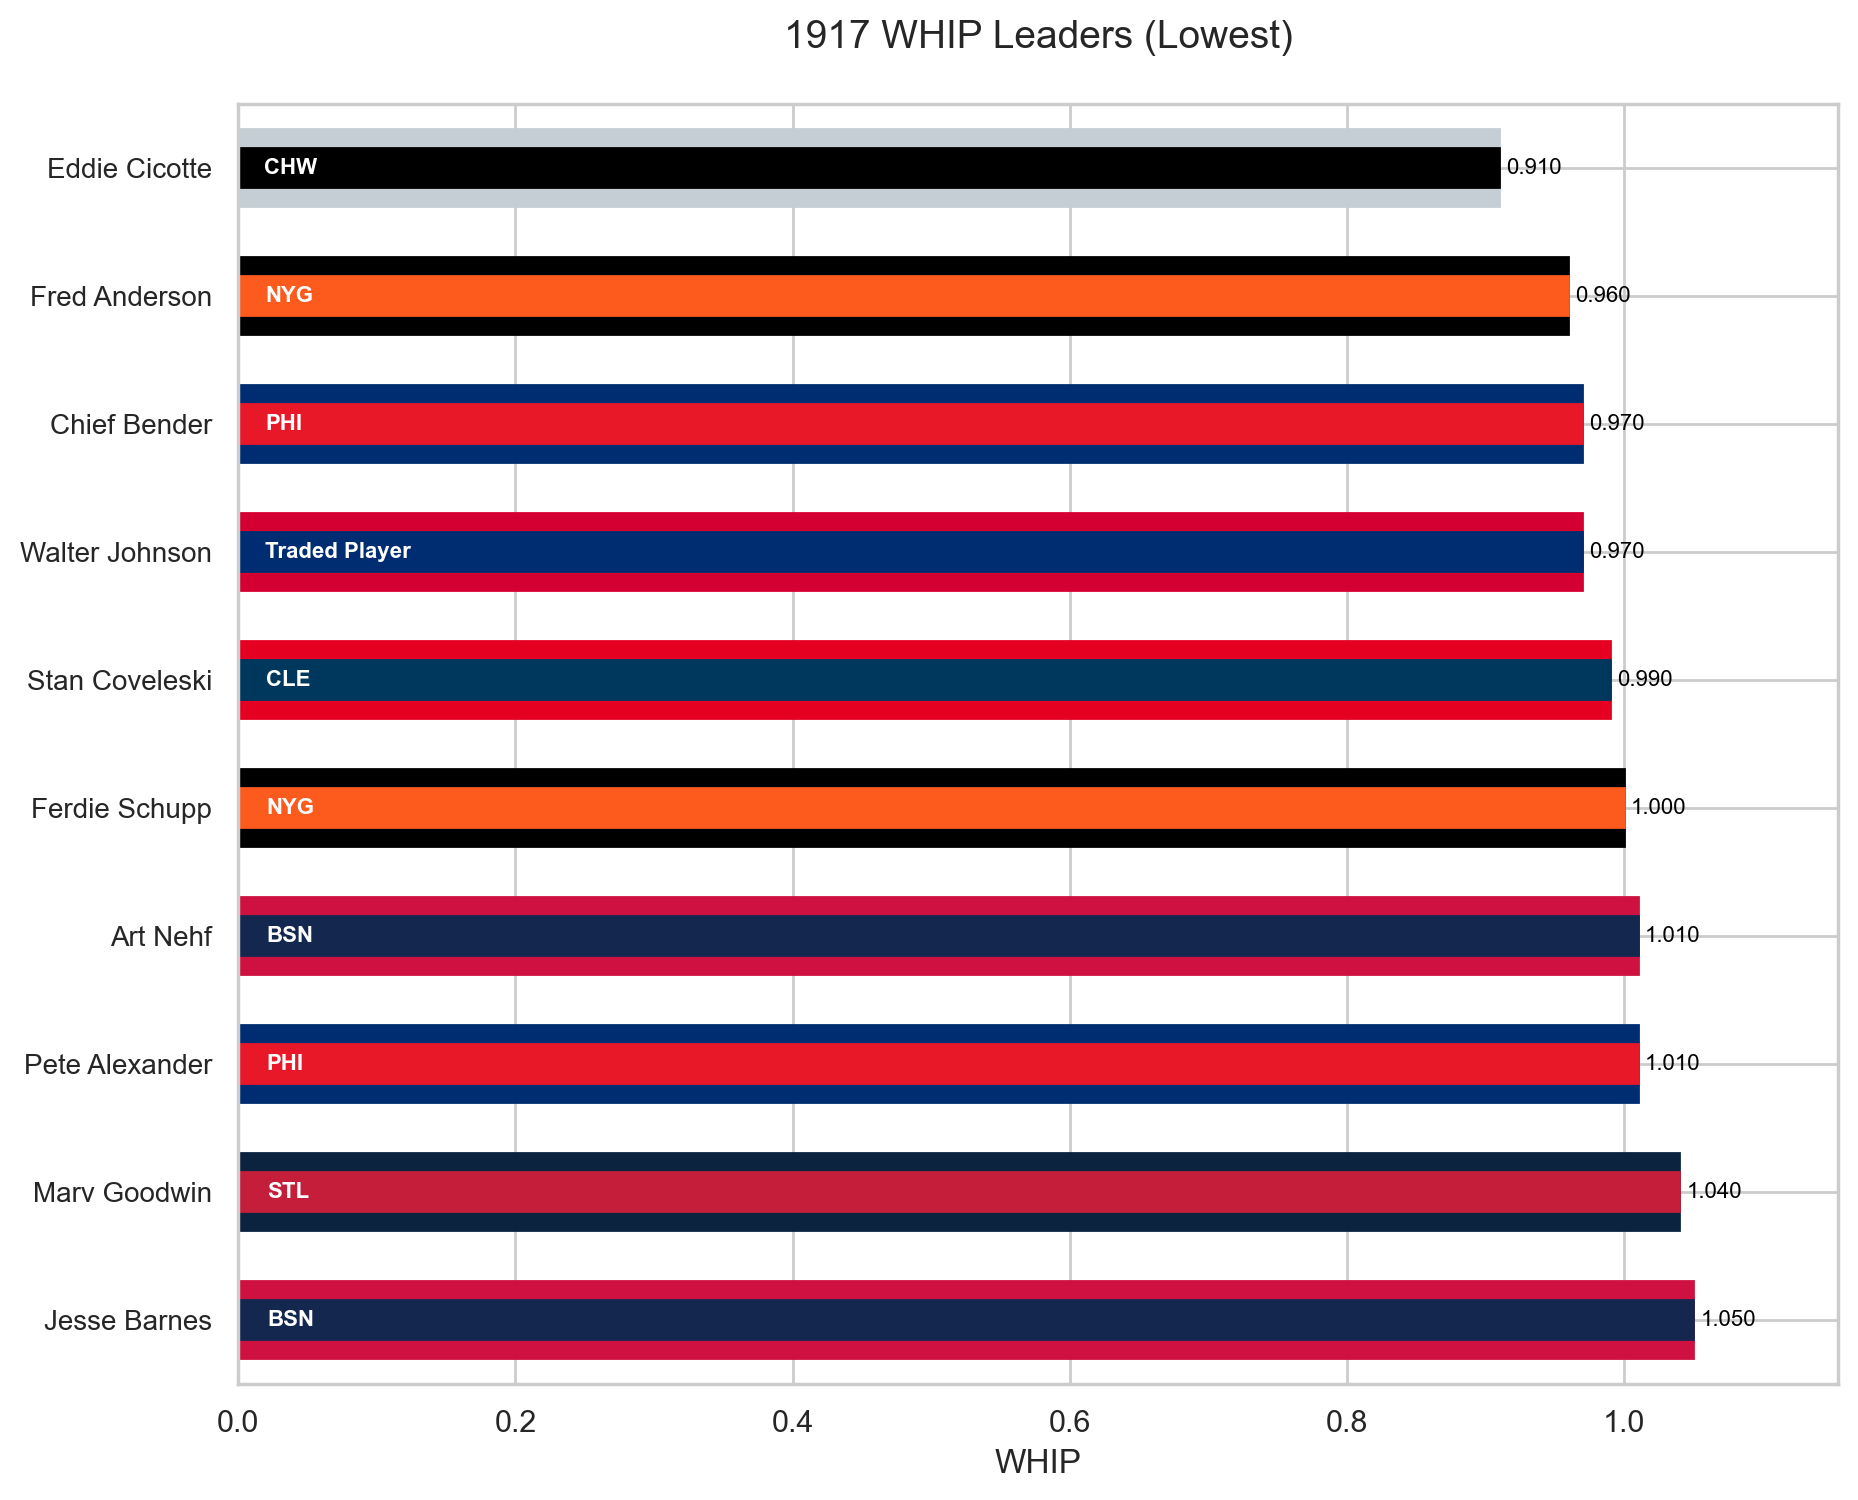 1917 WHIP Leaders (Lowest)
Eddie Cicotte CHW 0.910
Fred Anderson NYG 0.960
Chief Bender PHI 0.970
Walter Johnson Traded Player 0.970
Stan Coveleski CLE 0.990
Ferdie Schupp NYG 1.000
Art Nehf BSN 1.010
Pete Alexander PHI 1.010
Marv Goodwin STL 1.040
Jesse Barnes BSN 1.050
0.0 0.2 0.4 0.6 0.8 1.0
WHIP